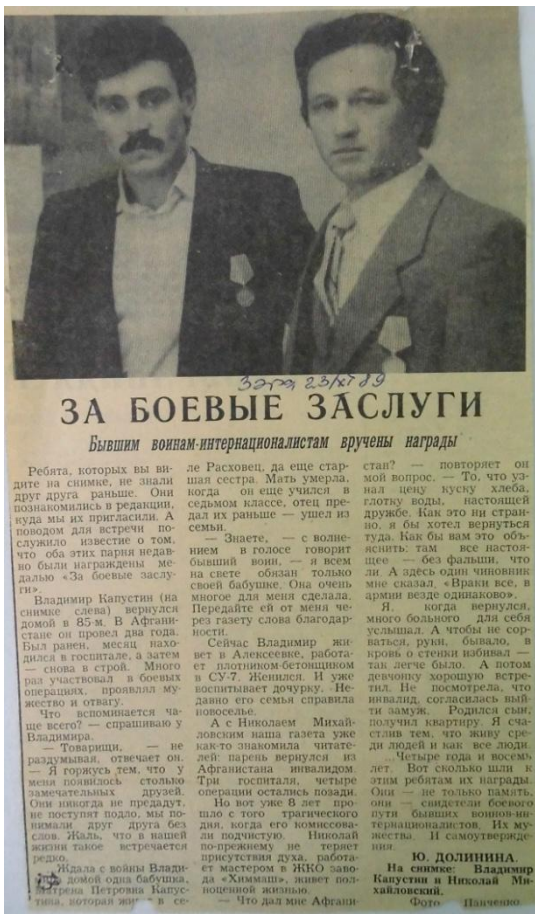 Заря 23/XI 89
ЗА БОЕВЫЕ ЗАСЛУГИ
Бывшим воинам-интернационалистам вручены награды
Ребята, которых вы ви-
дите на снимке, не знали
друг друга раньше. Они
познакомились в редакции,
куда мы их пригласили. А
поводом для встречи по-
служило известие о том,
что оба этих парня недав-
но были награждены ме-
далью «За боевые заслу-
ги».
Владимир Капустин (на
снимке слева) вернулся
домой в 85-м. В Афгани-
стане он провел два года.
Был ранен, месяц нахо-
дился в госпитале, а затем
— снова в строй. Много
раз участвовал в боевых
операциях, проявлял му-
жество и отвагу.
Что вспоминается ча-
ще всего? — спрашиваю у
Владимира.
— Товарищи, — не
раздумывая, отвечает он.
— Я горжусь тем, что у
меня появилось столько
замечательных друзей.
Они никогда не предадут,
не поступят подло, мы по-
нимали друг друга без
слов. Жаль, что в нашей
жизни такое встречается
редко.
Ждала с войны Влади-
мира домой одна бабушка,
Матрена Петровна Капус-
тина, которая живет в се-
ле Расховец, да еще стар-
шая сестра. Мать умерла,
когда он еще учился в
седьмом классе, а отец пре-
дал их раньше — ушел из
семьи.
— Знаете, — с волне-
нием в голосе говорит
бывший воин, — я всем
на свете обязан только
своей бабушке. Она очень
многое для меня сделала.
Передайте ей от меня че-
рез газету слова благодар-
ности.
Сейчас Владимир жи-
вет в Алексеевке, работа-
ет плотником-бетонщиком
в СУ-7. Женился. И уже
воспитывает дочурку. Не-
давно его семья справила
новоселье.
А с Николаем Михай-
ловским наша газета уже
как-то знакомила читате-
лей: парень вернулся из
Афганистана инвалидом.
Три госпиталя, четыре
операции остались позади.
Но вот уже 8 лет про-
шло с того трагического
дня, когда его комиссова-
ли подчистую. Николай
по-прежнему не теряет
присутствия духа, работа-
ет мастером в ЖКО заво-
да «Химмаш», живет пол-
ноценной жизнью.
— Что дал мне Афгани-
стан? — повторяет он
мой вопрос. — То, что уз-
нал цену куску хлеба,
глотку воды, настоящей
дружбе. Как это ни стран-
но, я бы хотел вернуться
туда. Как бы вам это объ-
яснить: там все настоя-
щее — без фальши, что
ли. А здесь один чиновник
мне сказал, «Враки все, в
армии везде одинаково».
Я, когда вернулся,
много больного для себя
услышал. А чтобы не сор-
ваться, руки, бывало, в
кровь о стенки избивал —
так легче было. А потом
девчонку хорошую встре-
тил. Не посмотрела, что
инвалид, согласилась вый-
ти замуж. Родился сын,
получил квартиру. Я сча-
стлив тем, что живу сре-
ди людей и как все люди.
...Четыре года и восемь
лет. Вот сколько шли к
этим ребятам их награды.
Они — не только память,
они — свидетели боевого
пути бывших воинов-ин-
тернационалистов. Их му-
жества. И самоутвержде-
ния.
Ю. ДОЛИНИНА.
На снимке: Владимир
Капустин и Николай Ми-
хайловский.
Фото Панченко